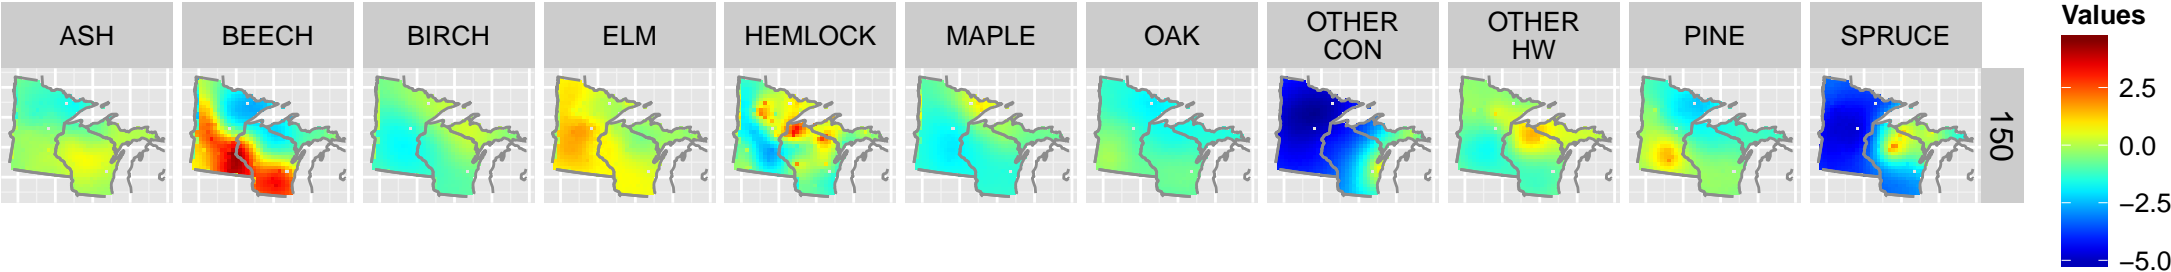 ASH
BEECH
BIRCH
ELM
HEMLOCK
MAPLE
OAK
OTHER
CON
OTHER
HW
PINE
SPRUCE
150
Values
2.5
0.0
−2.5
−5.0